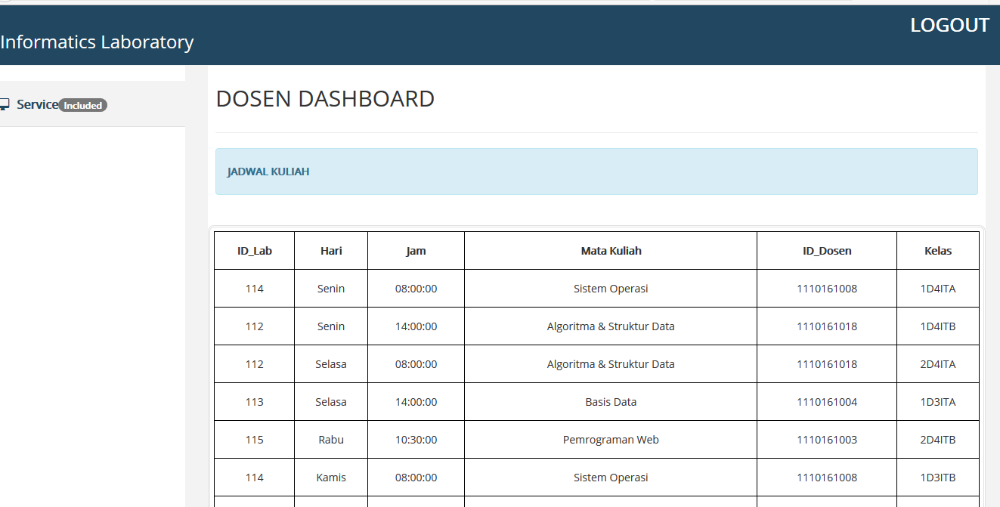 LOGOUT
Informatics Laboratory
Service Included
DOSEN DASHBOARD
JADWAL KULIAH
ID_Lab Hari Jam Mata Kuliah ID_Dosen Kelas
114 Senin 08:00:00 Sistem Operasi 1110161008 1D4ITA
112 Senin 14:00:00 Algoritma & Struktur Data 1110161018 1D4ITB
112 Selasa 08:00:00 Algoritma & Struktur Data 1110161018 2D4ITA
113 Selasa 14:00:00 Basis Data 1110161004 1D3ITA
115 Rabu 10:30:00 Pemrograman Web 1110161003 2D4ITB
114 Kamis 08:00:00 Sistem Operasi 1110161008 1D3ITB